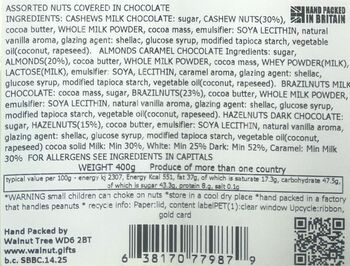 ASSORTED NUTS COVERED IN CHOCOLATE
HAND PACKED
IN BRITAIN
INGREDIENTS: CASHEWS MILK CHOCOLATE: sugar, CASHEW NUTS(30%),
cocoa butter, WHOLE MILK POWDER, cocoa mass, emulsifier: SOYA LECITHIN, natural
vanilla aroma, glazing agent: shellac, glucose syrup, modified tapioca starch, vegetable
oil(coconut, rapeseed). ALMONDS CARAMEL CHOCOLATE Ingredients: sugar,
ALMONDS(20%), cocoa butter, WHOLE MILK POWDER, cocoa mass, WHEY POWDER(MILK),
LACTOSE(MILK), emulsifier: SOYA LECITHIN, natural vanilla aroma, glazing agent: shellac,
glucose syrup, modified tapioca starch, vegetable oil(coconut, rapeseed). BRAZILNUTS MILK
CHOCOLATE: sugar, cocoa mass, BRAZILNUTS(23%), cocoa butter, WHOLE MILK POWDER,
emulsifier: SOYA LECITHIN, natural vanilla aroma, glazing agent: shellac, glucose syrup,
modified tapioca starch, vegetable oil(coconut, rapeseed). HAZELNUTS DARK CHOCOLATE:
sugar, HAZELNUTS(15%), cocoa butter, emulsifier: SOYA LECITHIN, natural vanilla aroma,
glazing agent: shellac, glucose syrup, modified tapioca starch, vegetable oil(coconut,
rapeseed) cocoa solid Milk: Min 30%, White: Min 25% Dark: Min 52%, Caramel: Min Milk
30% FOR ALLERGENS SEE INGREDIENTS IN CAPITALS
WEIGHT 400g Produce of more than one country
typical value per 100g- energy kj 2307, Energy Kcal 551, fat 37g, of which is saturate 17.3g, carbohydrate 47.5g,
of which is sugar 43.3g, protein 8.g, salt 0.1g
*WARNING small children can choke on nuts *store in a cool dry place *hand packed in a factory
that handles peanuts *recycle - Paper:lid, content labelPET(1):clear window Upcycle:ribbon,
gold card
Hand packed in
Walnut Tree WD6 2BT
www.walnut.gifts
b.c. SBBC.14.25
6 38170 77987 9